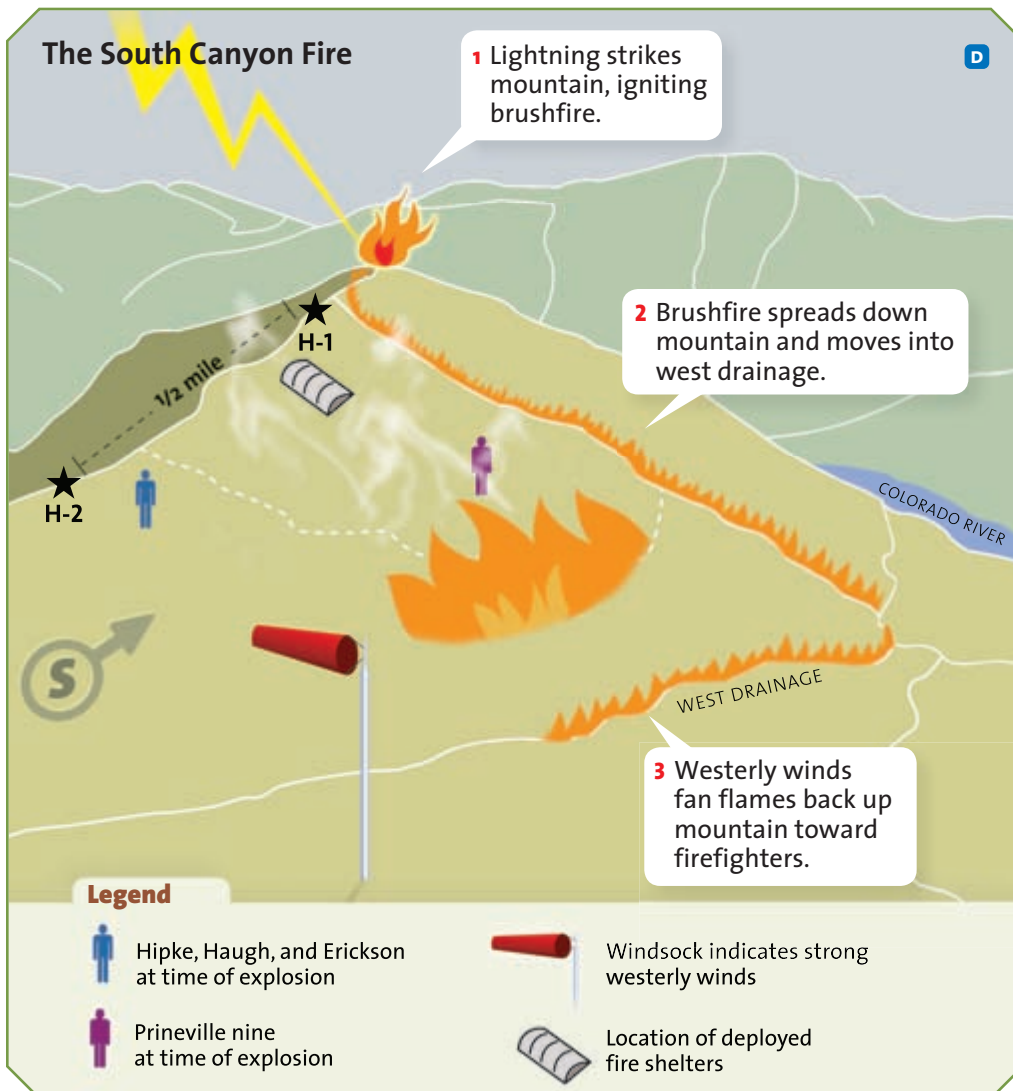 The South Canyon Fire
D
1 Lightning strikes
mountain, igniting
brushfire.
2 Brushfire spreads down
mountain and moves into
west drainage.
H-1
1/2 mile
H-2
COLORADO RIVER
S
WEST DRAINAGE
3 Westerly winds
fan flames back up
mountain toward
firefighters.
Legend
Hipke, Haugh, and Erickson
at time of explosion
Prineville nine
at time of explosion
Windsock indicates strong
westerly winds
Location of deployed
fire shelters